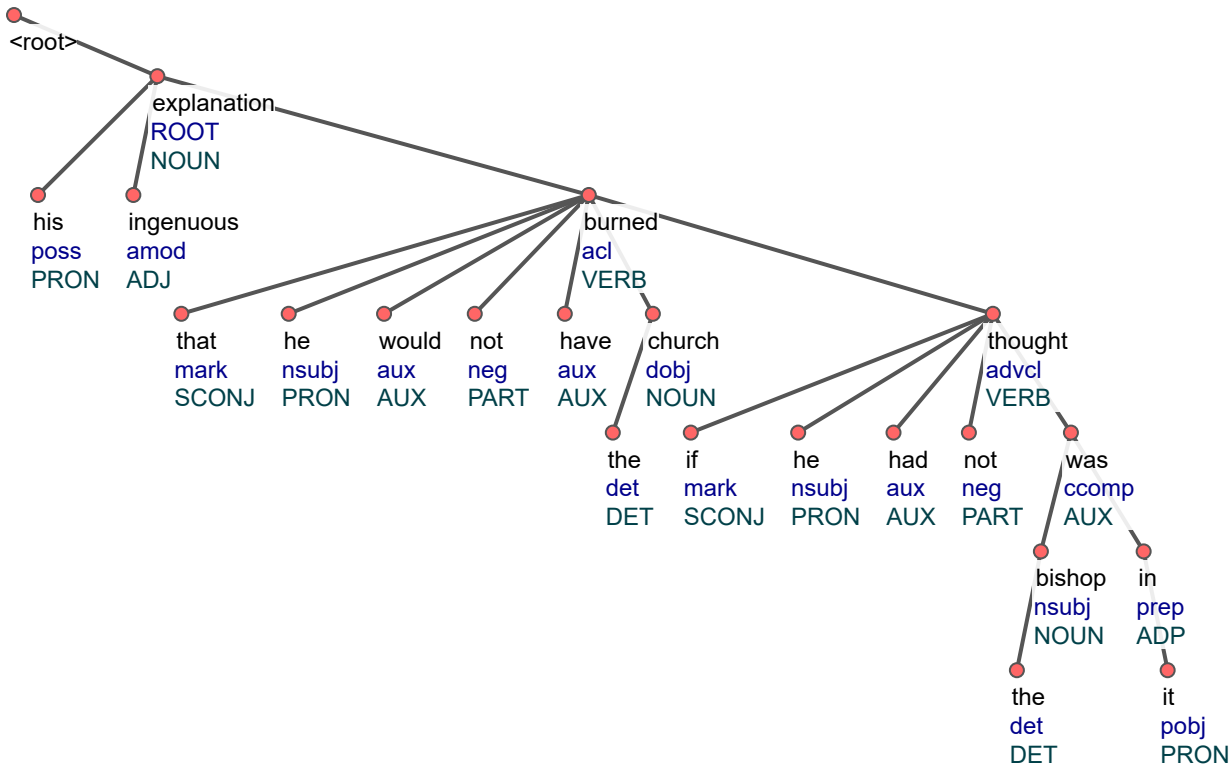 <root>
explanation
ROOT
NOUN
his ingenuous burned
poss amod acl
PRON ADJ VERB
that he would not have church thought
mark nsubj aux neg aux dobj advcl
SCONJ PRON AUX PART AUX NOUN VERB
the if he had not was
det mark nsubj aux neg ccomp
DET SCONJ PRON AUX PART AUX
bishop in
nsubj prep
NOUN ADP
the it
det pobj
DET PRON